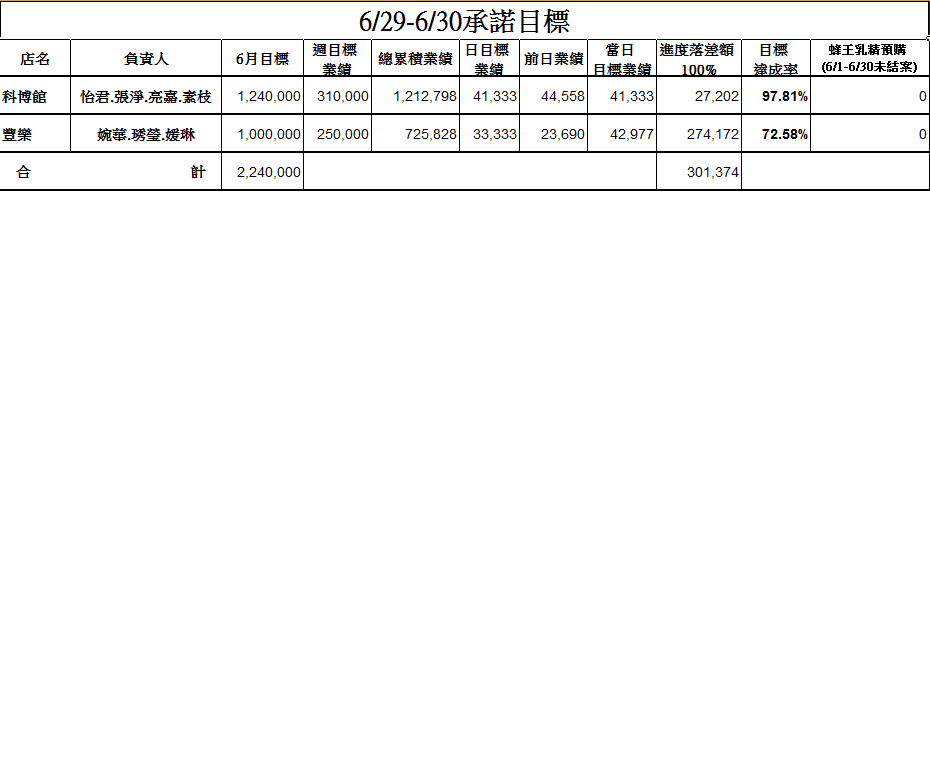 6/29-6/30承諾目標
店名 負責人 6月目標 週目標業績 總累積業績 日目標業績 前日業績 當日目標業績 進度落差額100% 目標達成率 蜂王乳精預購(6/1-6/30未結案)
科博館 怡君.張淨.亮嘉.素枝 1,240,000 310,000 1,212,798 41,333 44,558 41,333 27,202 97.81% 0
豐樂 婉華.琇瑩.媛琳 1,000,000 250,000 725,828 33,333 23,690 42,977 274,172 72.58% 0
合 計 2,240,000 301,374